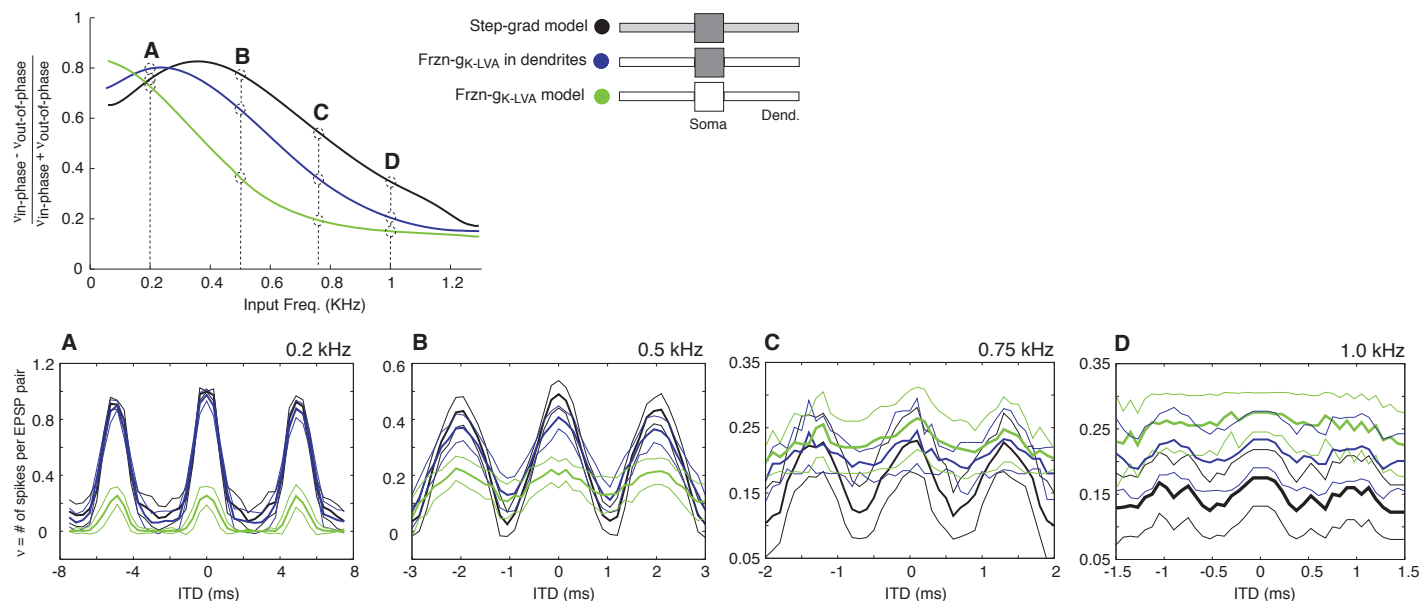 1
0.8
0.6
0.4
0.2
0
0
0.2
0.4
0.6
0.8
1
1.2
Input Freq. (KHz)
νin-phase - νout-of-phase
νin-phase + νout-of-phase
A
B
C
D
Step-grad model
Frzn-gK-LVA in dendrites
Frzn-gK-LVA model
Soma
Dend.
A
0.2 kHz
ν = # of spikes per EPSP pair
1.2
0.8
0.4
0
-8
-4
0
4
8
ITD (ms)
B
0.5 kHz
0.6
0.4
0.2
0
-3
-2
-1
0
1
2
3
ITD (ms)
C
0.75 kHz
0.35
0.25
0.15
0.05
-2
-1
0
1
2
ITD (ms)
D
1.0 kHz
0.35
0.25
0.15
0.05
-1.5
-1
-0.5
0
0.5
1
1.5
ITD (ms)